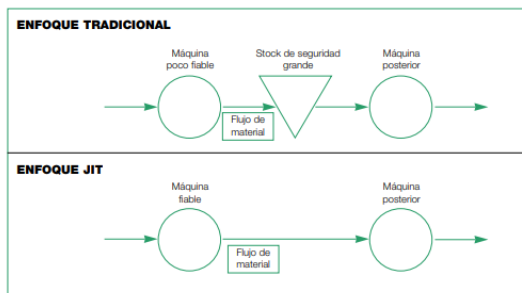 ENFOQUE TRADICIONAL
Máquina
poco fiable
Stock de seguridad
grande
Máquina
posterior
Flujo de
material
ENFOQUE JIT
Máquina
fiable
Máquina
posterior
Flujo de
material